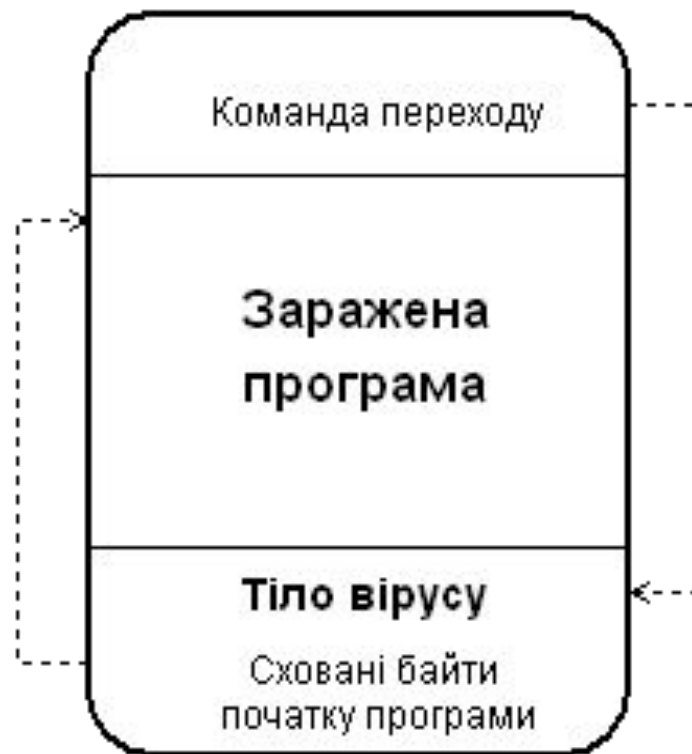 Команда переходу
Заражена
програма
Тіло вірусу
Сховані байти
початку програми